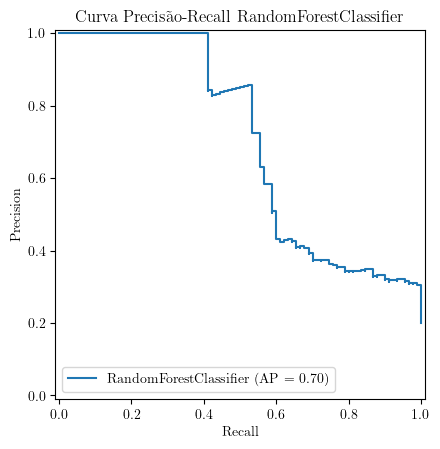 Curva Precisão-Recall RandomForestClassifier
1.0
0.8
0.6
0.4
0.2
0.0
Precision
RandomForestClassifier (AP = 0.70)
0.0 0.2 0.4 0.6 0.8 1.0
Recall